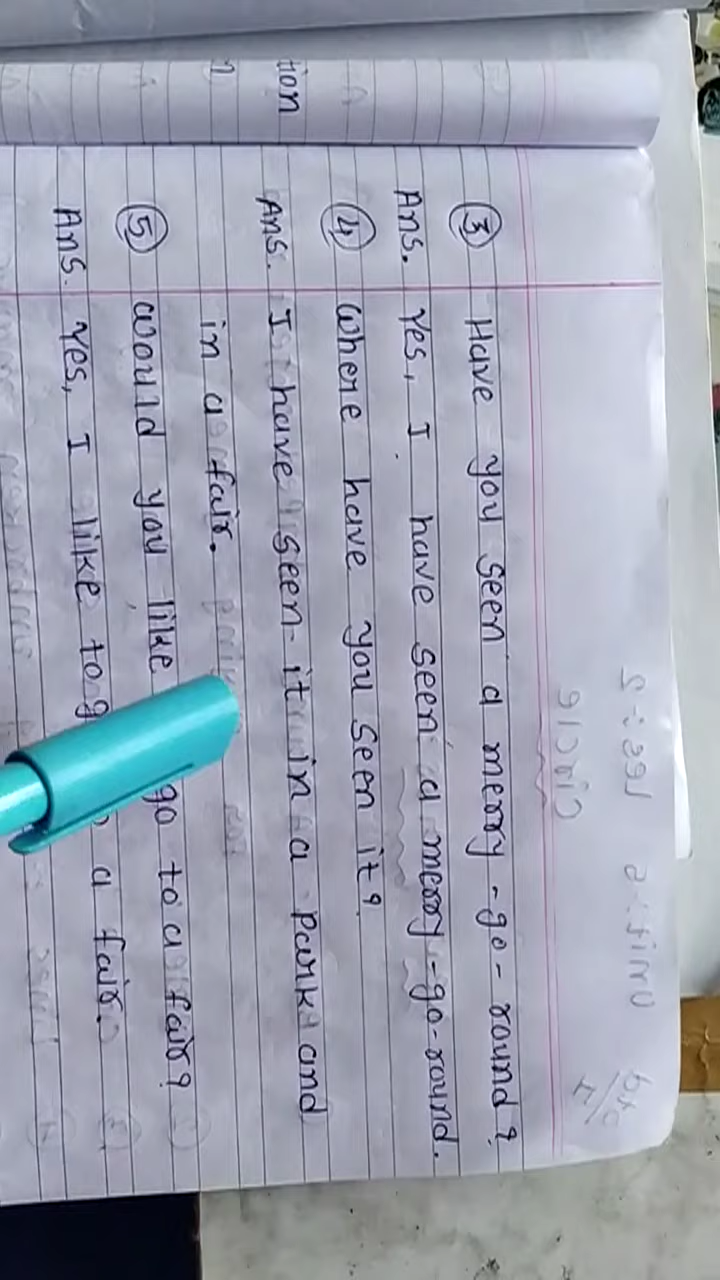 ③ Have you seen a merry-go-round?
Ans. Yes, I have seen a merry-go-round.
④ Where have you seen it?
Ans. I have seen it in a park and
in a fair.
⑤ Would you like go to a fair?
Ans. Yes, I like to a fair.
tion